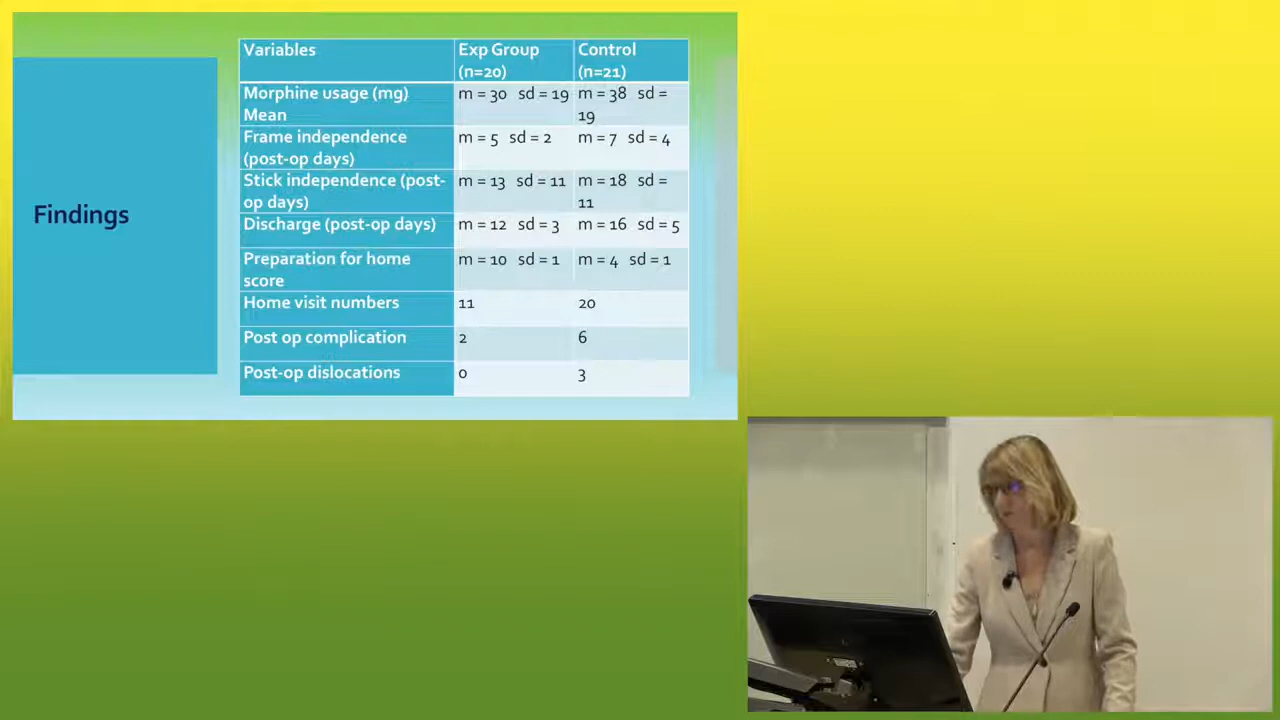 Findings
Variables
Exp Group
(n=20)
Control
(n=21)
Morphine usage (mg)
Mean
m = 30 sd = 19
m = 38 sd =
19
Frame independence
(post-op days)
m = 5 sd = 2
m = 7 sd = 4
Stick independence (post-
op days)
m = 13 sd = 11
m = 18 sd =
11
Discharge (post-op days)
m = 12 sd = 3
m = 16 sd = 5
Preparation for home
score
m = 10 sd = 1
m = 4 sd = 1
Home visit numbers
11
20
Post op complication
2
6
Post-op dislocations
0
3